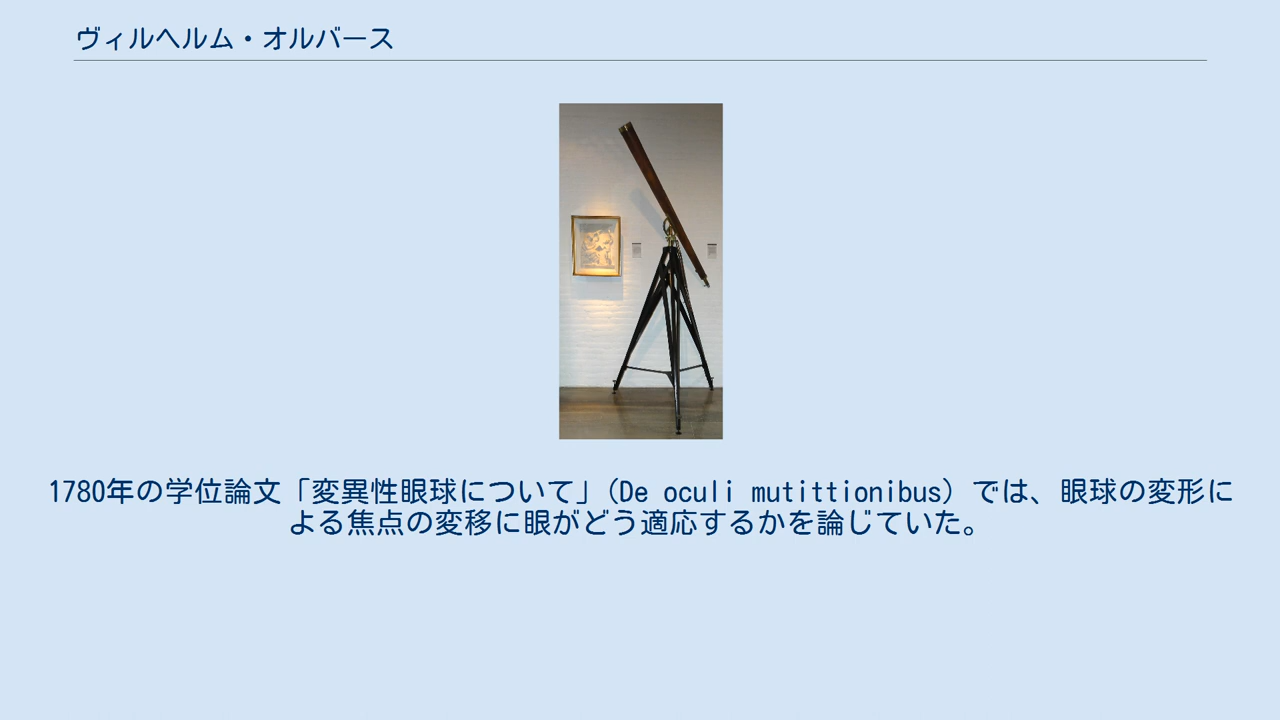 ヴィルヘルム・オルバース
1780年の学位論文「変異性眼球について」(De oculi mutittionibus) では、眼球の変形に
よる焦点の変移に眼がどう適応するかを論じていた。